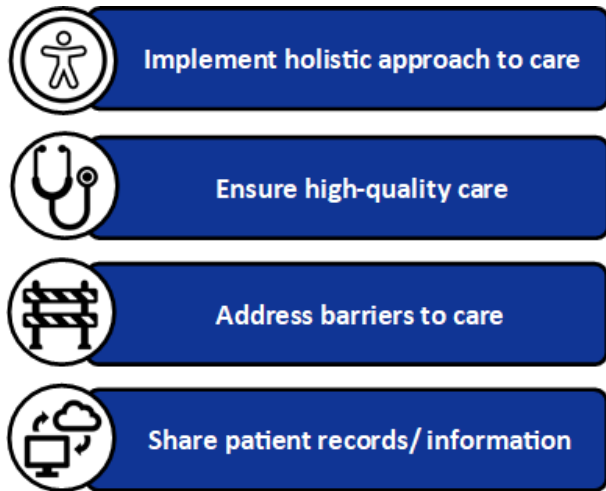 Implement holistic approach to care
Ensure high-quality care
Address barriers to care
Share patient records/ information